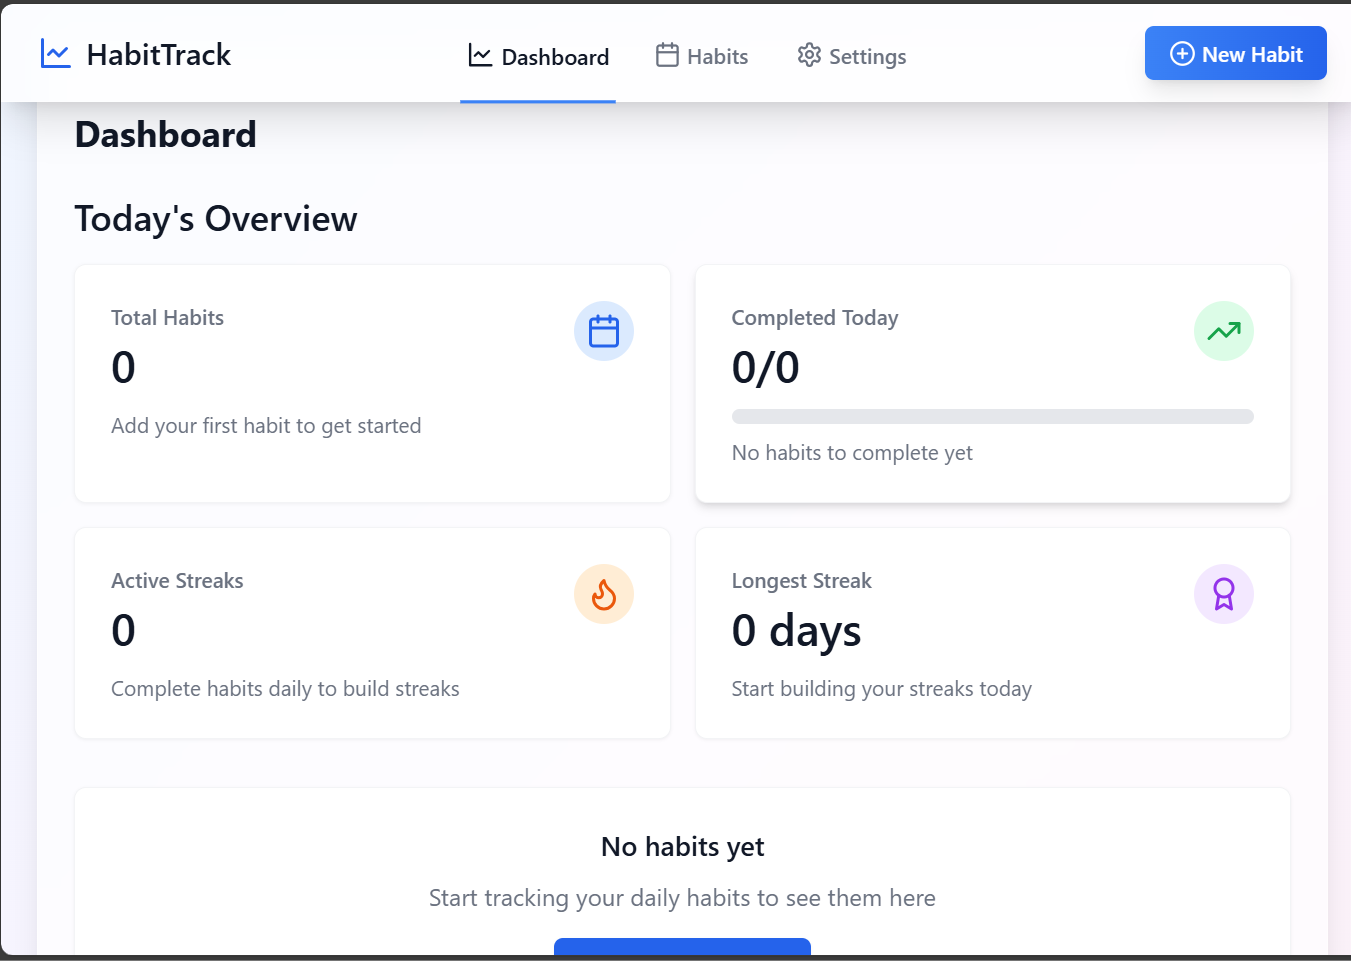 HabitTrack
Dashboard
Habits
Settings
New Habit
Dashboard
Today's Overview
Total Habits
0
Add your first habit to get started
Completed Today
0/0
No habits to complete yet
Active Streaks
0
Complete habits daily to build streaks
Longest Streak
0 days
Start building your streaks today
No habits yet
Start tracking your daily habits to see them here